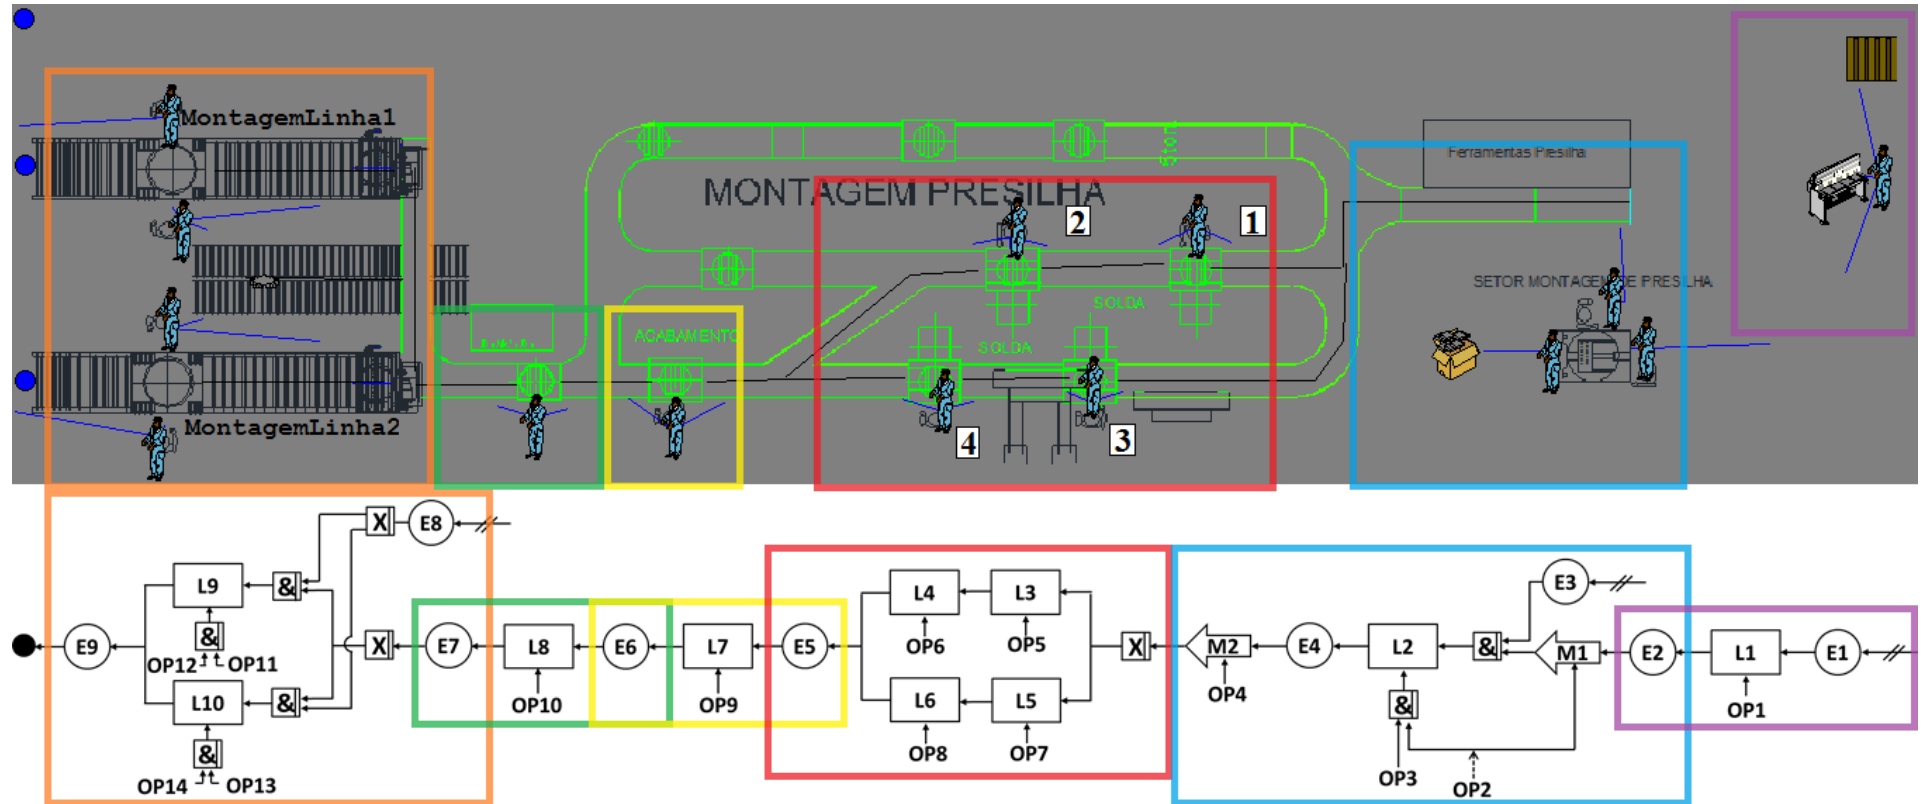 MontagemLinha1
MONTAGEM PRESILHA
Ferramentas Presilha
2
1
SETOR MONTAGEM DE PRESILHA
SOLDA
ACABAMENTO
SOLDA
MontagemLinha2
4
3
X E8
L9 & L4 L3 E3
& OP6 OP5
OP12 OP11
E9 X E7 L8 E6 L7 E5 X M2 E4 L2 & M1 E2 L1 E1
OP10 OP9 OP4 OP1
L10 & L6 L5 &
& OP8 OP7
OP14 OP13 OP3 OP2